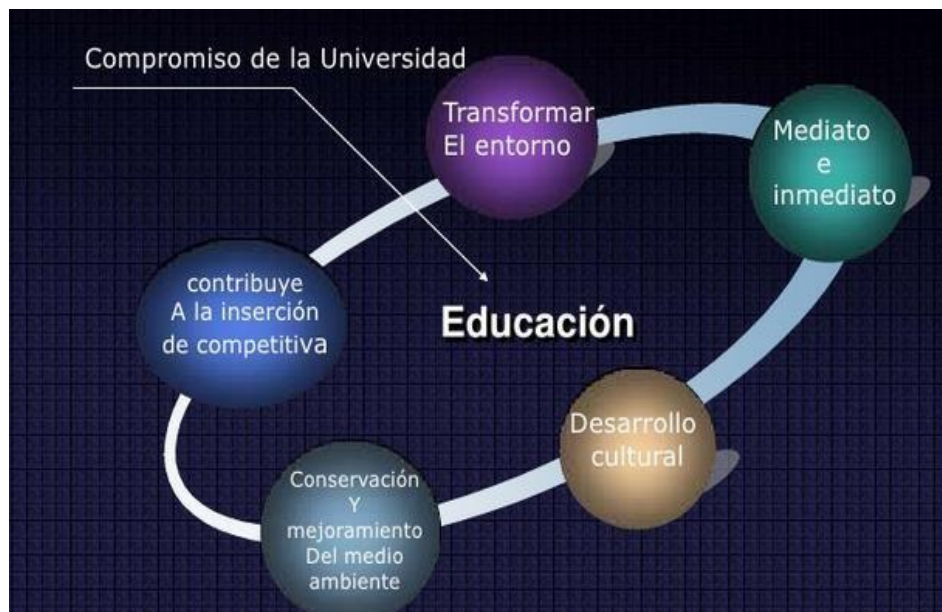 Compromiso de la Universidad
Transformar
El entorno
Mediato
e
inmediato
contribuye
A la inserción
de competitiva
Educación
Desarrollo
cultural
Conservación
Y
mejoramiento
Del medio
ambiente